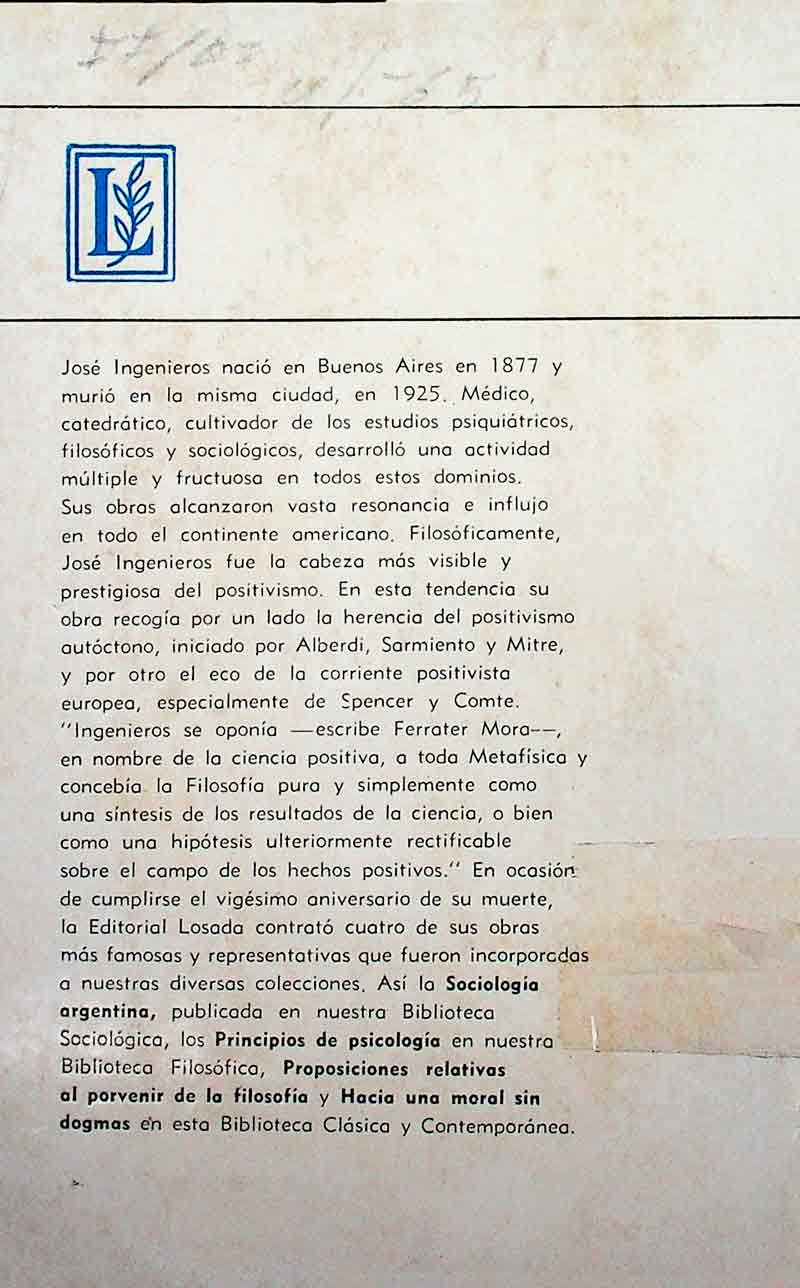 L
José Ingenieros nació en Buenos Aires en 1877 y
murió en la misma ciudad, en 1925. Médico,
catedrático, cultivador de los estudios psiquiátricos,
filosóficos y sociológicos, desarrolló una actividad
múltiple y fructuosa en todos estos dominios.
Sus obras alcanzaron vasta resonancia e influjo
en todo el continente americano. Filosóficamente,
José Ingenieros fue la cabeza más visible y
prestigiosa del positivismo. En esta tendencia su
obra recogía por un lado la herencia del positivismo
autóctono, iniciado por Alberdi, Sarmiento y Mitre,
y por otro el eco de la corriente positivista
europea, especialmente de Spencer y Comte.
"Ingenieros se oponía —escribe Ferrater Mora—,
en nombre de la ciencia positiva, a toda Metafísica y
concebía la Filosofía pura y simplemente como
una síntesis de los resultados de la ciencia, o bien
como una hipótesis ulteriormente rectificable
sobre el campo de los hechos positivos." En ocasión
de cumplirse el vigésimo aniversario de su muerte,
la Editorial Losada contrató cuatro de sus obras
más famosas y representativas que fueron incorporadas
a nuestras diversas colecciones. Así la Sociología
argentina, publicada en nuestra Biblioteca
Sociológica, los Principios de psicología en nuestra
Biblioteca Filosófica, Proposiciones relativas
al porvenir de la filosofía y Hacia una moral sin
dogmas en esta Biblioteca Clásica y Contemporánea.